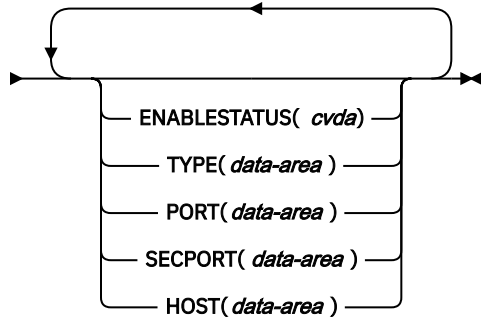 ENABLESTATUS( cvda)
TYPE( data-area )
PORT( data-area )
SECPORT( data-area )
HOST( data-area )